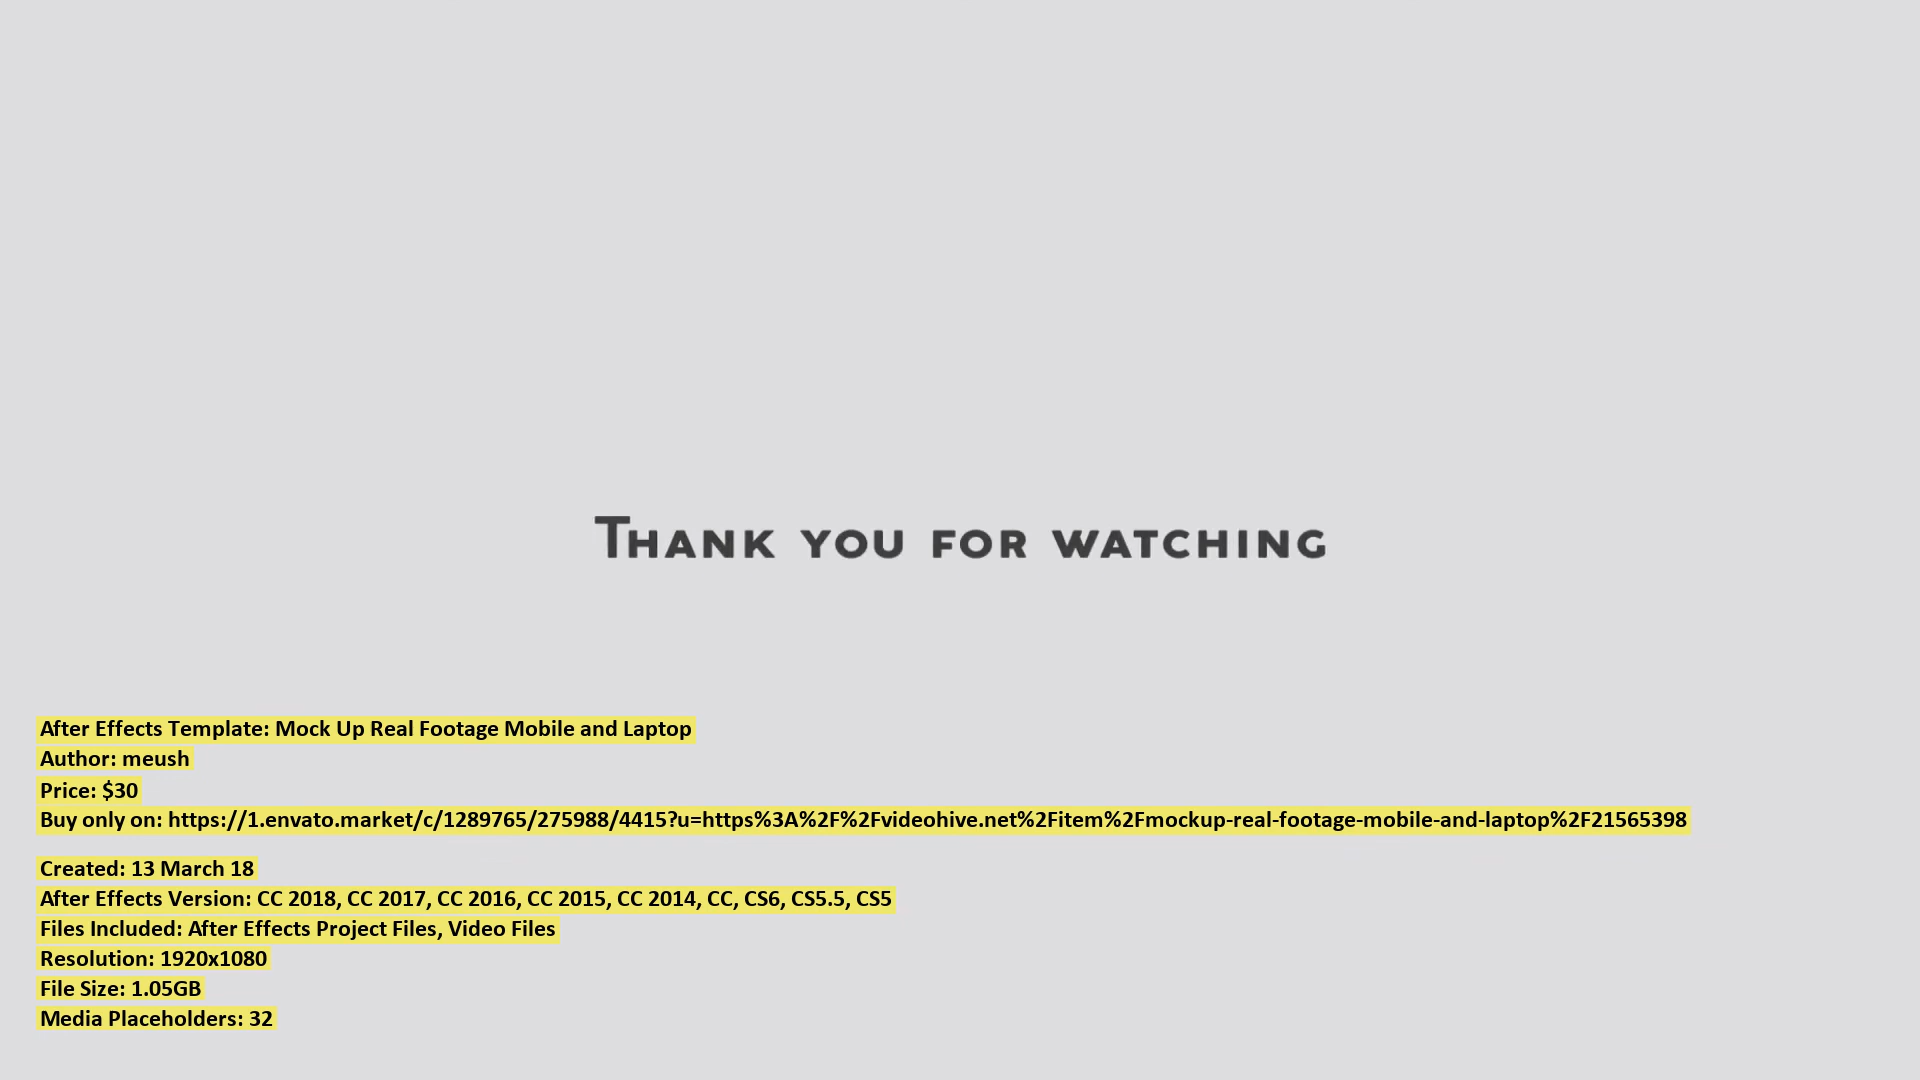 Thank you for watching
After Effects Template: Mock Up Real Footage Mobile and Laptop
Author: meush
Price: $30
Buy only on: https://1.envato.market/c/1289765/275988/4415?u=https%3A%2F%2Fvideohive.net%2Fitem%2Fmockup-real-footage-mobile-and-laptop%2F21565398
Created: 13 March 18
After Effects Version: CC 2018, CC 2017, CC 2016, CC 2015, CC 2014, CC, CS6, CS5.5, CS5
Files Included: After Effects Project Files, Video Files
Resolution: 1920x1080
File Size: 1.05GB
Media Placeholders: 32